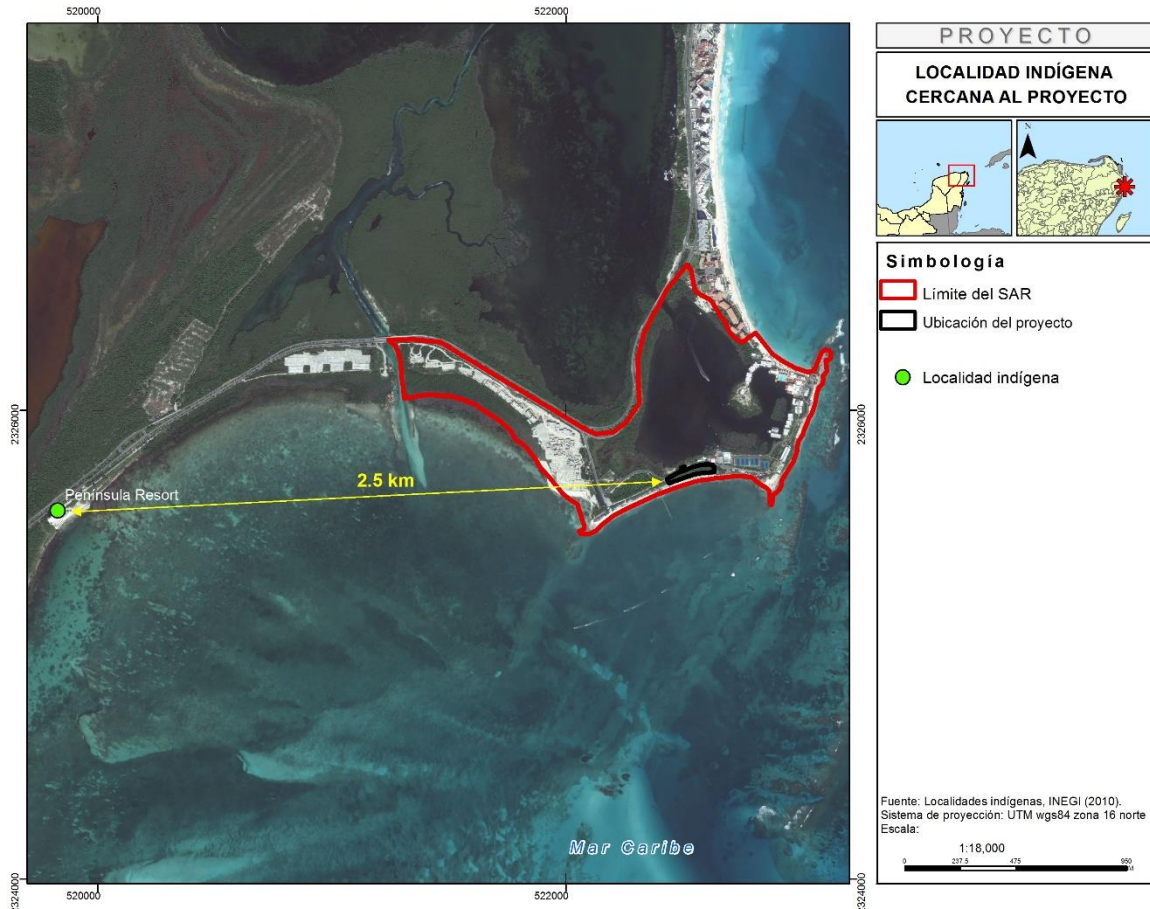 520000
522000
2326000
2326000
2.5 km
Península Resort
Mar Caribe
2324000
2324000
520000
522000
PROYECTO
LOCALIDAD INDÍGENA
CERCANA AL PROYECTO
N
Simbología
Límite del SAR
Ubicación del proyecto
Localidad indígena
Fuente: Localidades indígenas, INEGI (2010).
Sistema de proyección: UTM wgs84 zona 16 norte
Escala:
1:18,000
0 237.5 475 950